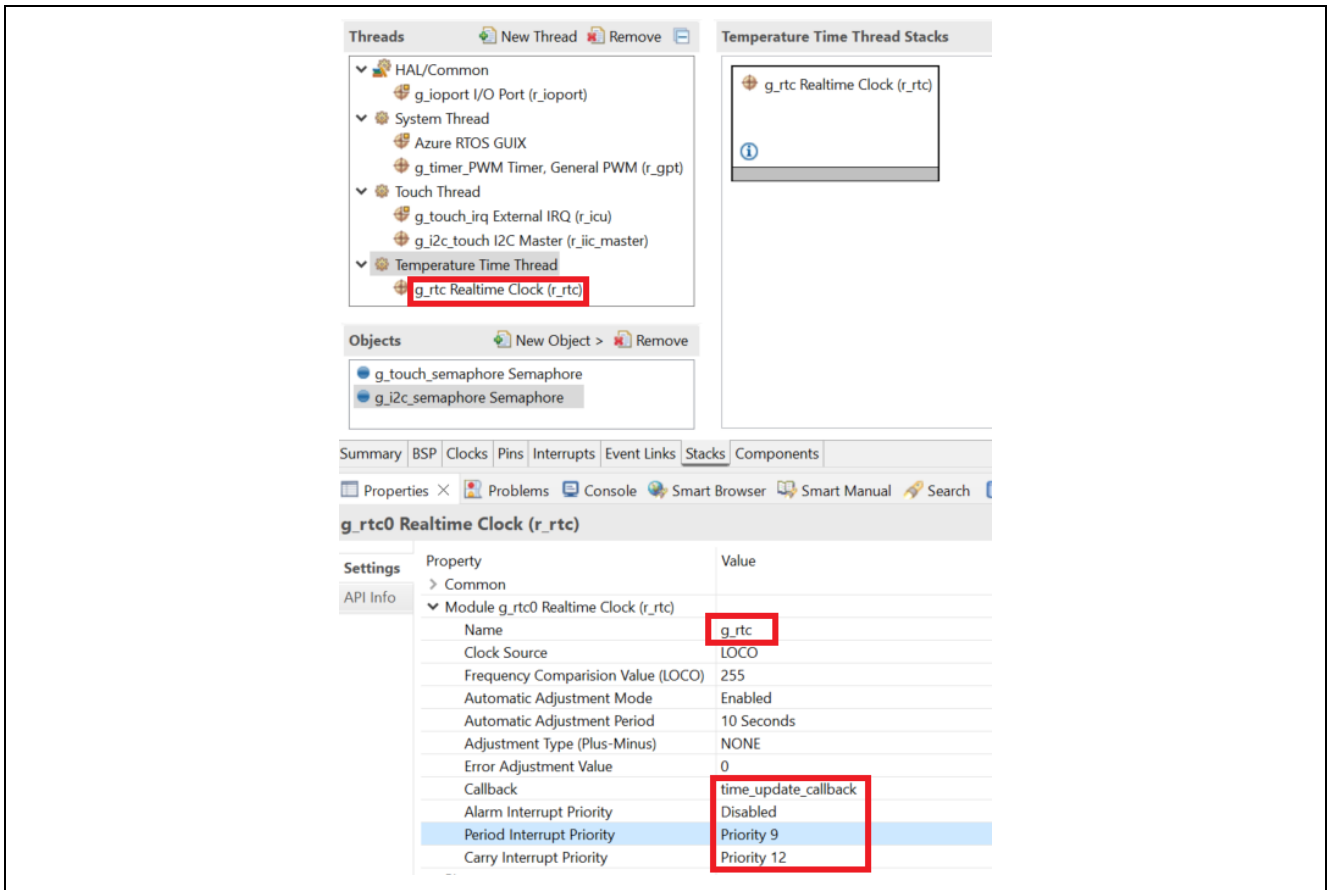 Threads New Thread Remove
HAL/Common
g_ioport I/O Port (r_ioport)
System Thread
Azure RTOS GUIX
g_timer_PWM Timer, General PWM (r_gpt)
Touch Thread
g_touch_irq External IRQ (r_icu)
g_i2c_touch I2C Master (r_iic_master)
Temperature Time Thread
g_rtc Realtime Clock (r_rtc)
Temperature Time Thread Stacks
g_rtc Realtime Clock (r_rtc)
Objects New Object > Remove
g_touch_semaphore Semaphore
g_i2c_semaphore Semaphore
Summary BSP Clocks Pins Interrupts Event Links Stacks Components
Properties Problems Console Smart Browser Smart Manual Search
g_rtc0 Realtime Clock (r_rtc)
Settings
API Info
Property Value
Common
Module g_rtc0 Realtime Clock (r_rtc)
Name g_rtc
Clock Source LOCO
Frequency Comparision Value (LOCO) 255
Automatic Adjustment Mode Enabled
Automatic Adjustment Period 10 Seconds
Adjustment Type (Plus-Minus) NONE
Error Adjustment Value 0
Callback time_update_callback
Alarm Interrupt Priority Disabled
Period Interrupt Priority Priority 9
Carry Interrupt Priority Priority 12